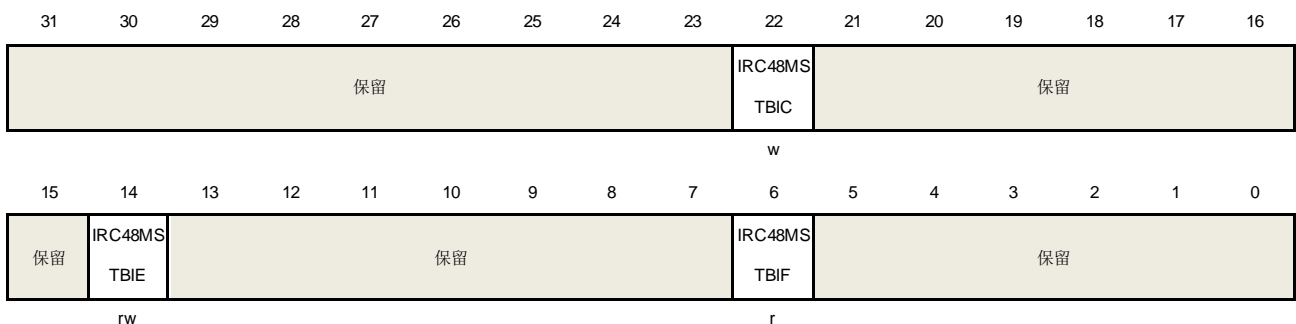 31 30 29 28 27 26 25 24 23 22 21 20 19 18 17 16
保留 IRC48MS TBIC 保留
w
15 14 13 12 11 10 9 8 7 6 5 4 3 2 1 0
保留 IRC48MS TBIE 保留 IRC48MS TBIF 保留
rw r